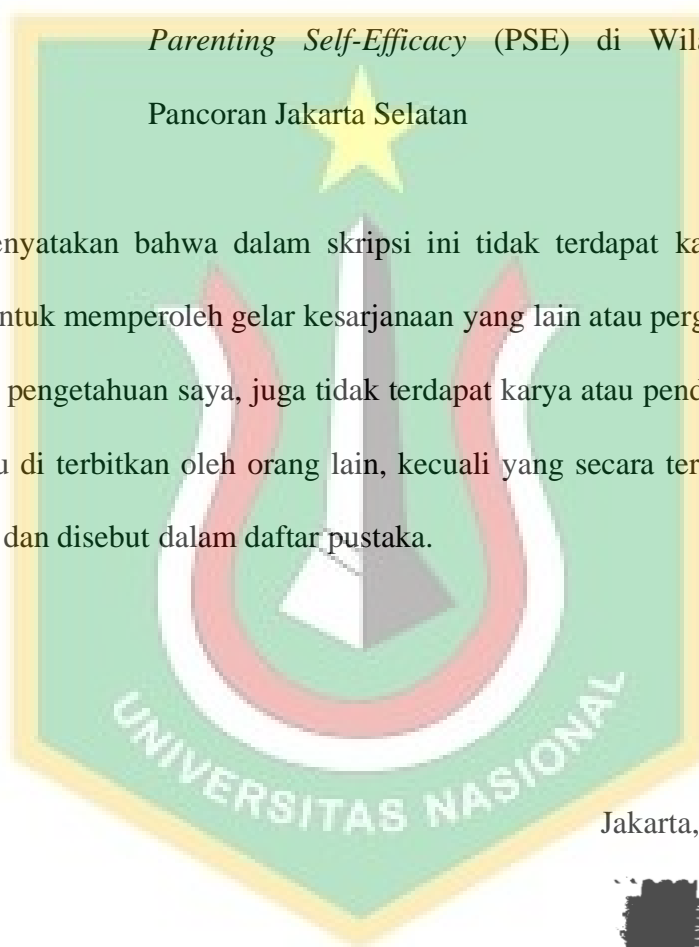 Parenting Self-Efficacy (PSE) di Wila
Pancoran Jakarta Selatan
enyatakan bahwa dalam skripsi ini tidak terdapat ka
ntuk memperoleh gelar kesarjanaan yang lain atau perg
pengetahuan saya, juga tidak terdapat karya atau pend
u di terbitkan oleh orang lain, kecuali yang secara ter
dan disebut dalam daftar pustaka.
UNIVERSITAS NASIONAL
Jakarta,